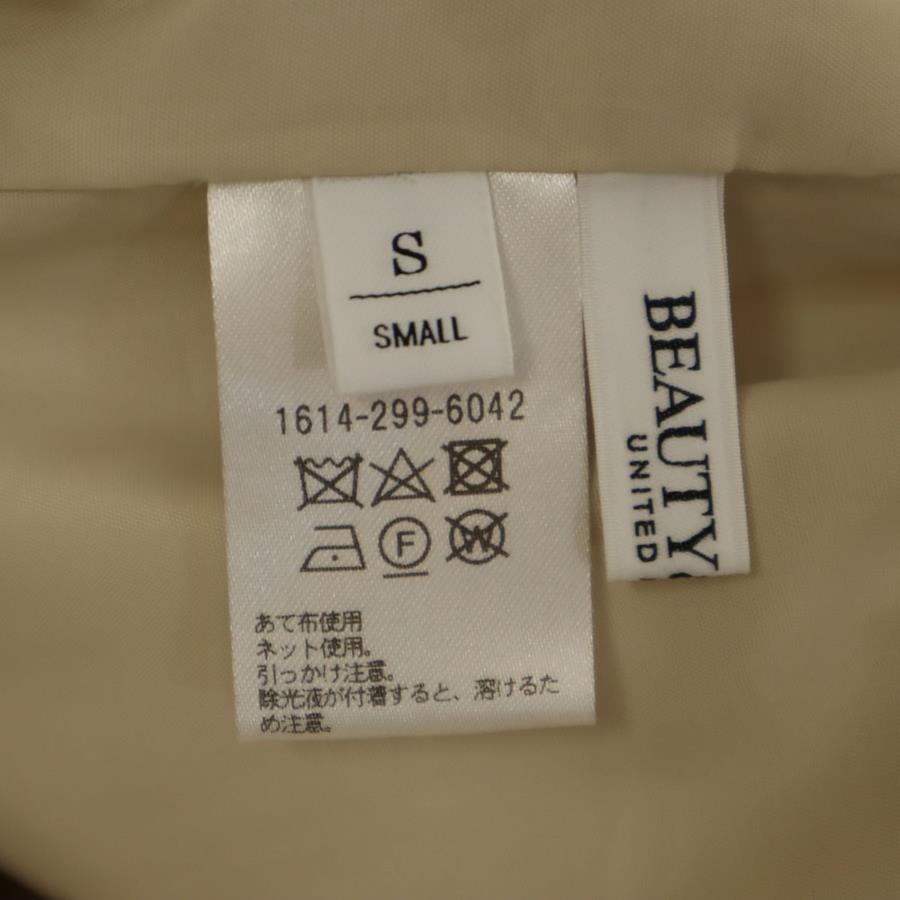 S
SMALL
1614-299-6042
F
W
あて布使用
ネット使用。
引っかけ注意。
除光液が付着すると、溶けるた
め注意。
BEAUTY &
UNITED